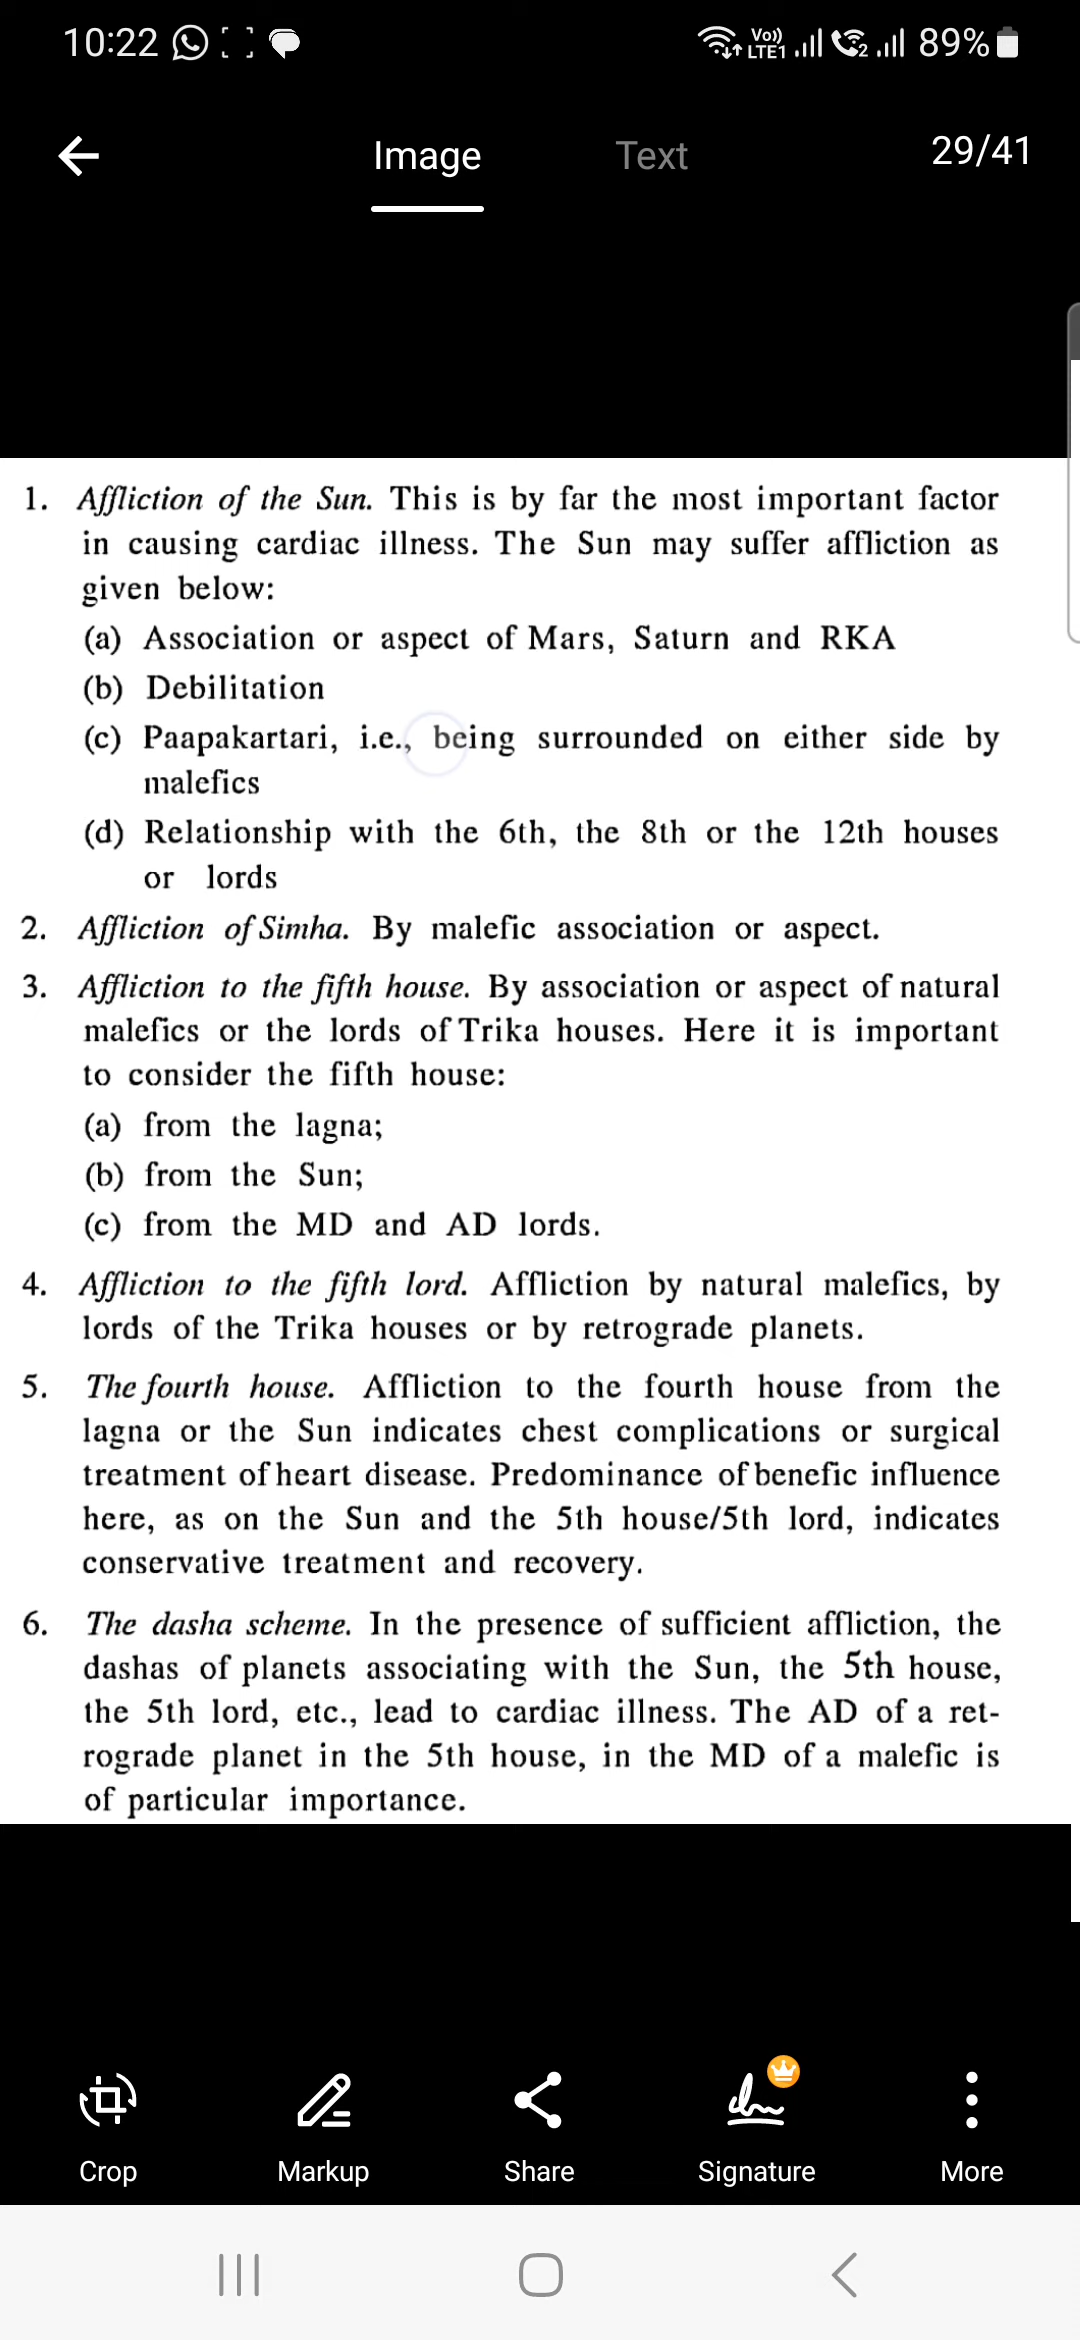 10:22
Vo)) LTE1
2
89%
Image
Text
29/41
1. Affliction of the Sun. This is by far the most important factor
in causing cardiac illness. The Sun may suffer affliction as
given below:
(a) Association or aspect of Mars, Saturn and RKA
(b) Debilitation
(c) Paapakartari, i.e., being surrounded on either side by
malefics
(d) Relationship with the 6th, the 8th or the 12th houses
or lords
2. Affliction of Simha. By malefic association or aspect.
3. Affliction to the fifth house. By association or aspect of natural
malefics or the lords of Trika houses. Here it is important
to consider the fifth house:
(a) from the lagna;
(b) from the Sun;
(c) from the MD and AD lords.
4. Affliction to the fifth lord. Affliction by natural malefics, by
lords of the Trika houses or by retrograde planets.
5. The fourth house. Affliction to the fourth house from the
lagna or the Sun indicates chest complications or surgical
treatment of heart disease. Predominance of benefic influence
here, as on the Sun and the 5th house/5th lord, indicates
conservative treatment and recovery.
6. The dasha scheme. In the presence of sufficient affliction, the
dashas of planets associating with the Sun, the 5th house,
the 5th lord, etc., lead to cardiac illness. The AD of a ret-
rograde planet in the 5th house, in the MD of a malefic is
of particular importance.
Crop
Markup
Share
Signature
More